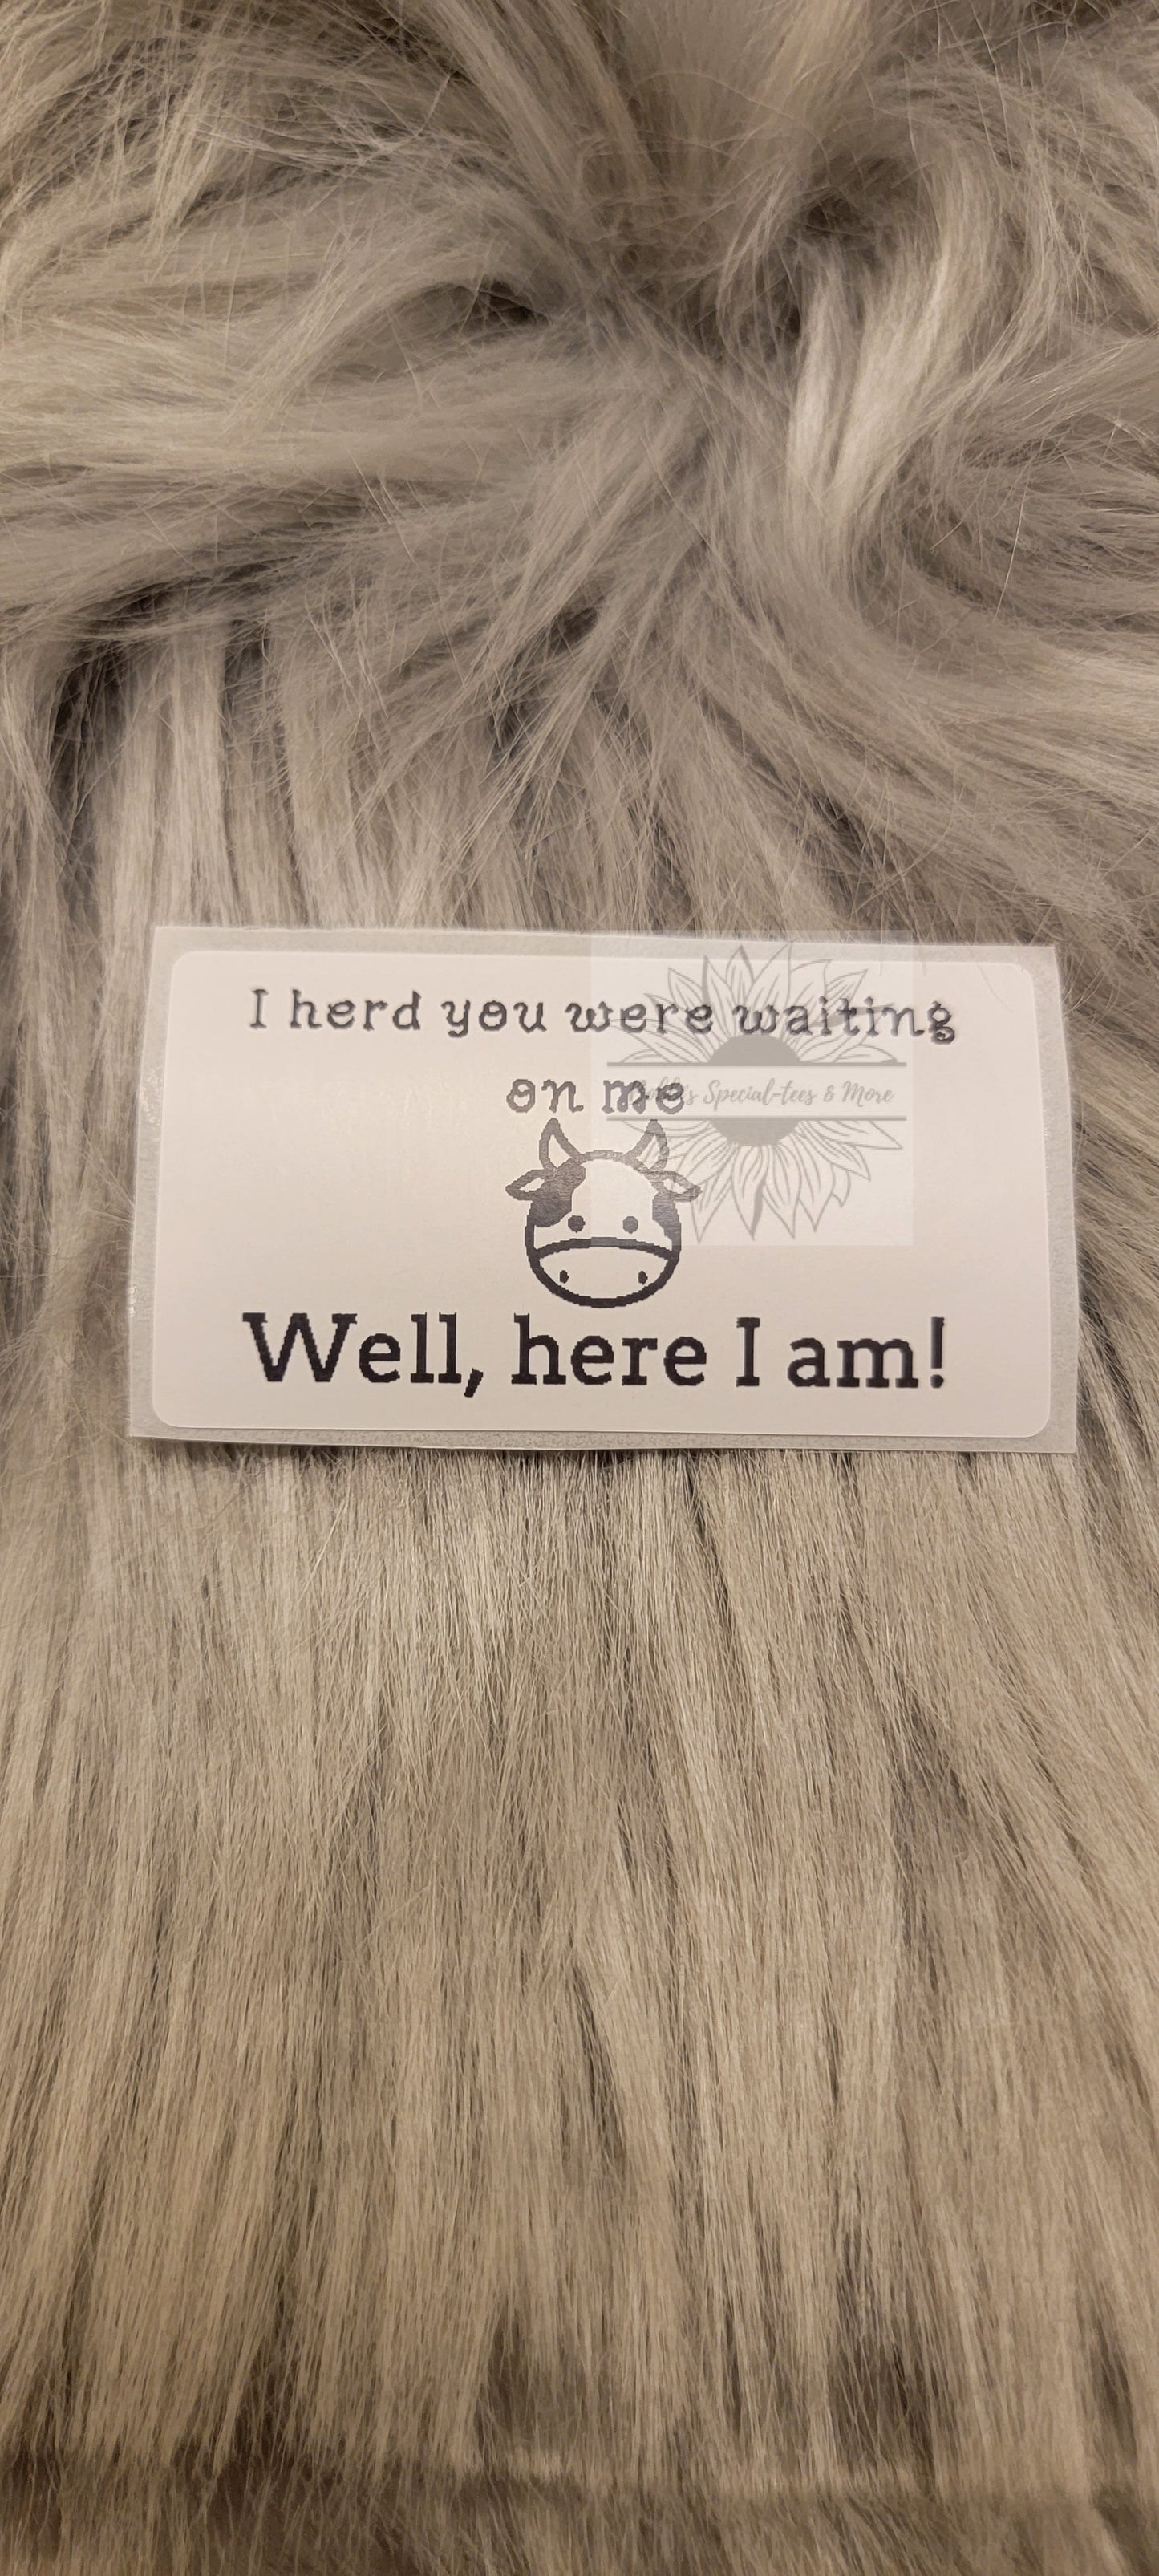 I herd you were waiting
on me
Special-tees & More
Well, here I am!